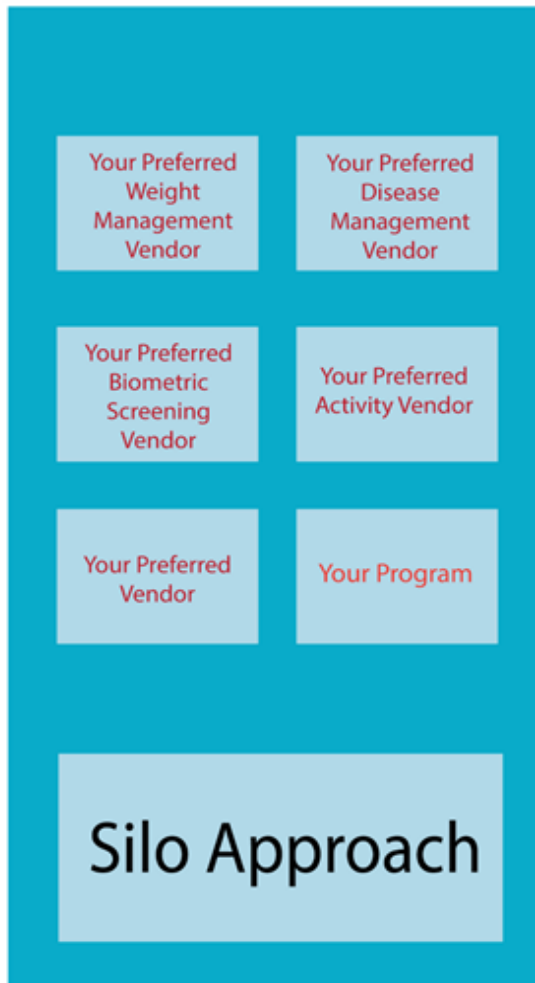 Your Preferred
Weight
Management
Vendor
Your Preferred
Disease
Management
Vendor
Your Preferred
Biometric
Screening
Vendor
Your Preferred
Activity Vendor
Your Preferred
Vendor
Your Program
Silo Approach